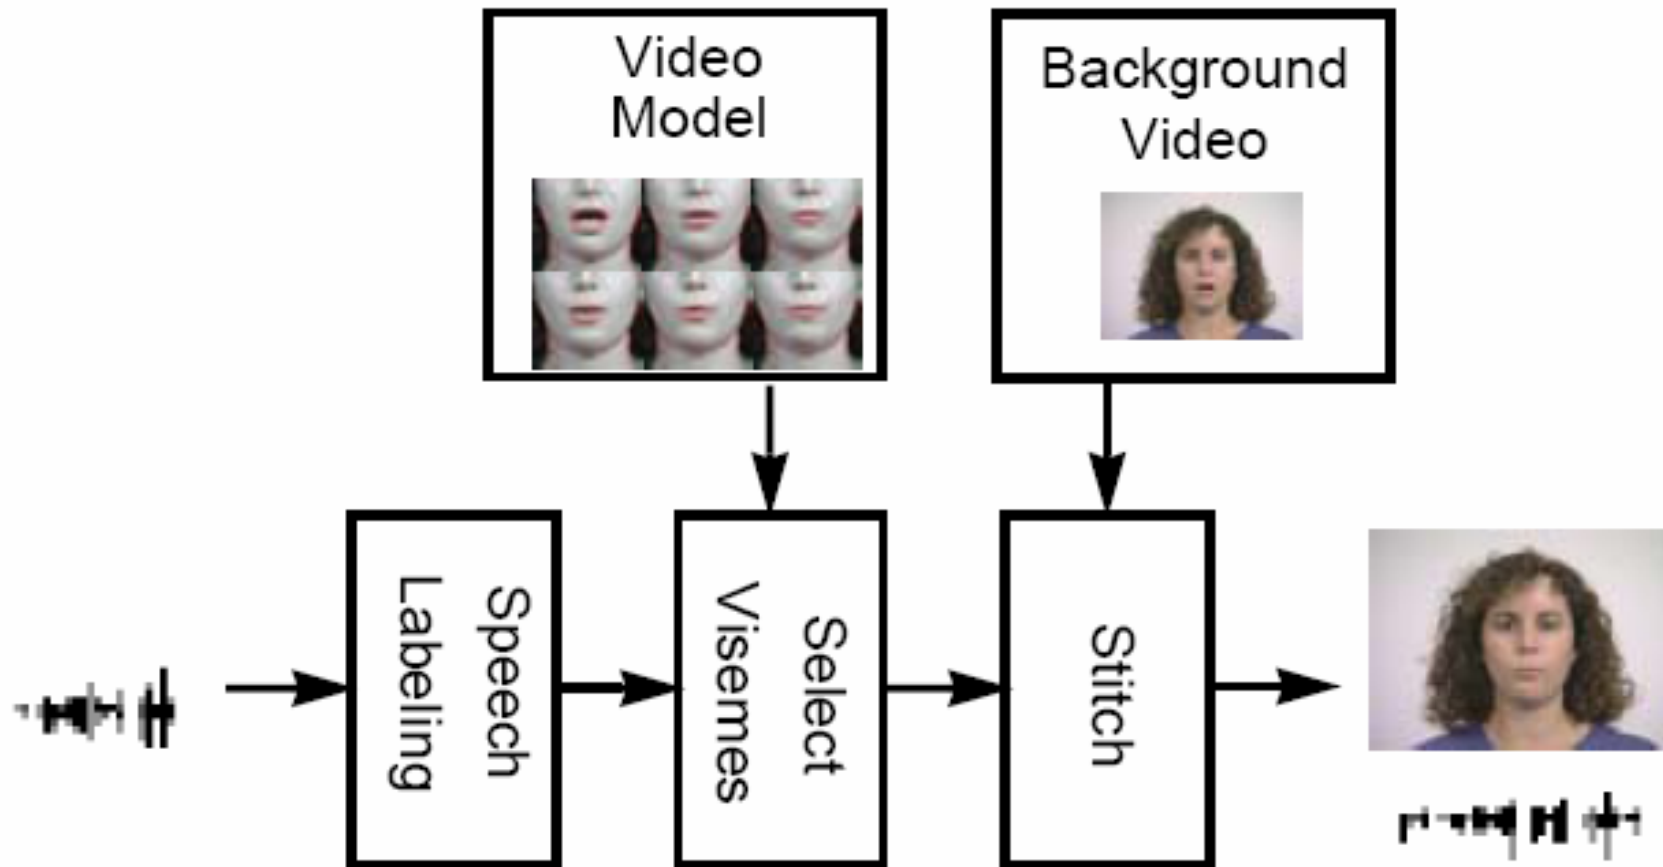 Video
Model
Background
Video
Speech
Labeling
Select
Visemes
Stitch